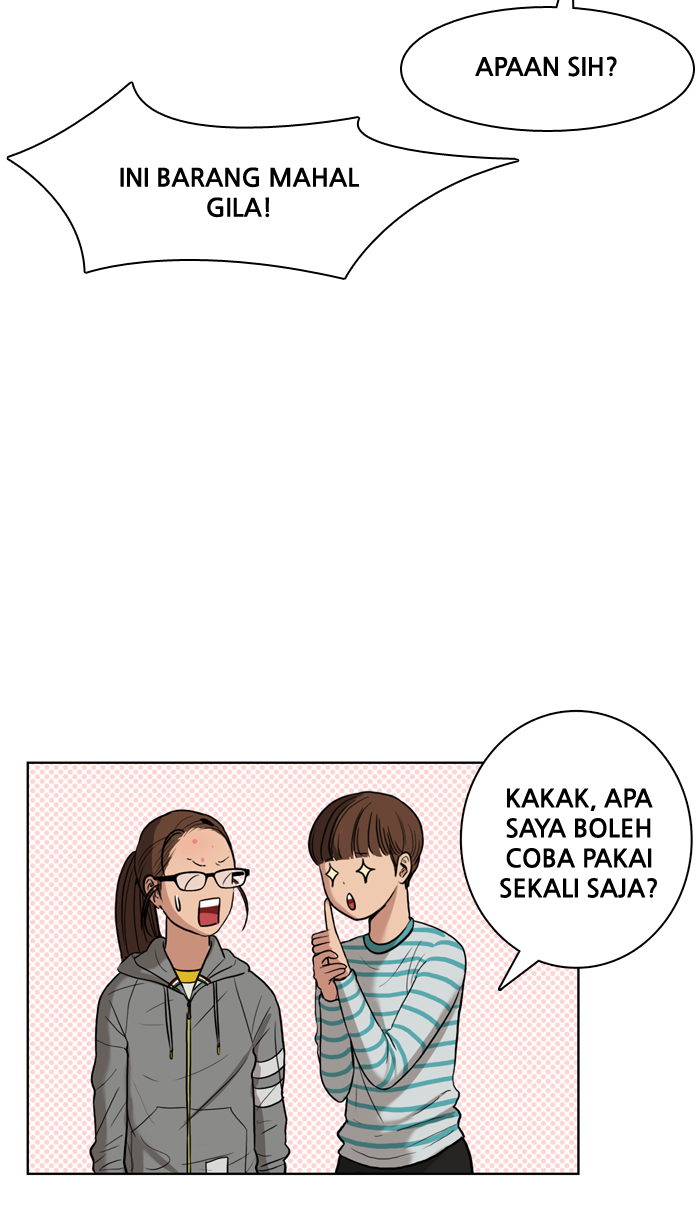 APAAN SIH?
INI BARANG MAHAL
GILA!
KAKAK, APA
SAYA BOLEH
COBA PAKAI
SEKALI SAJA?